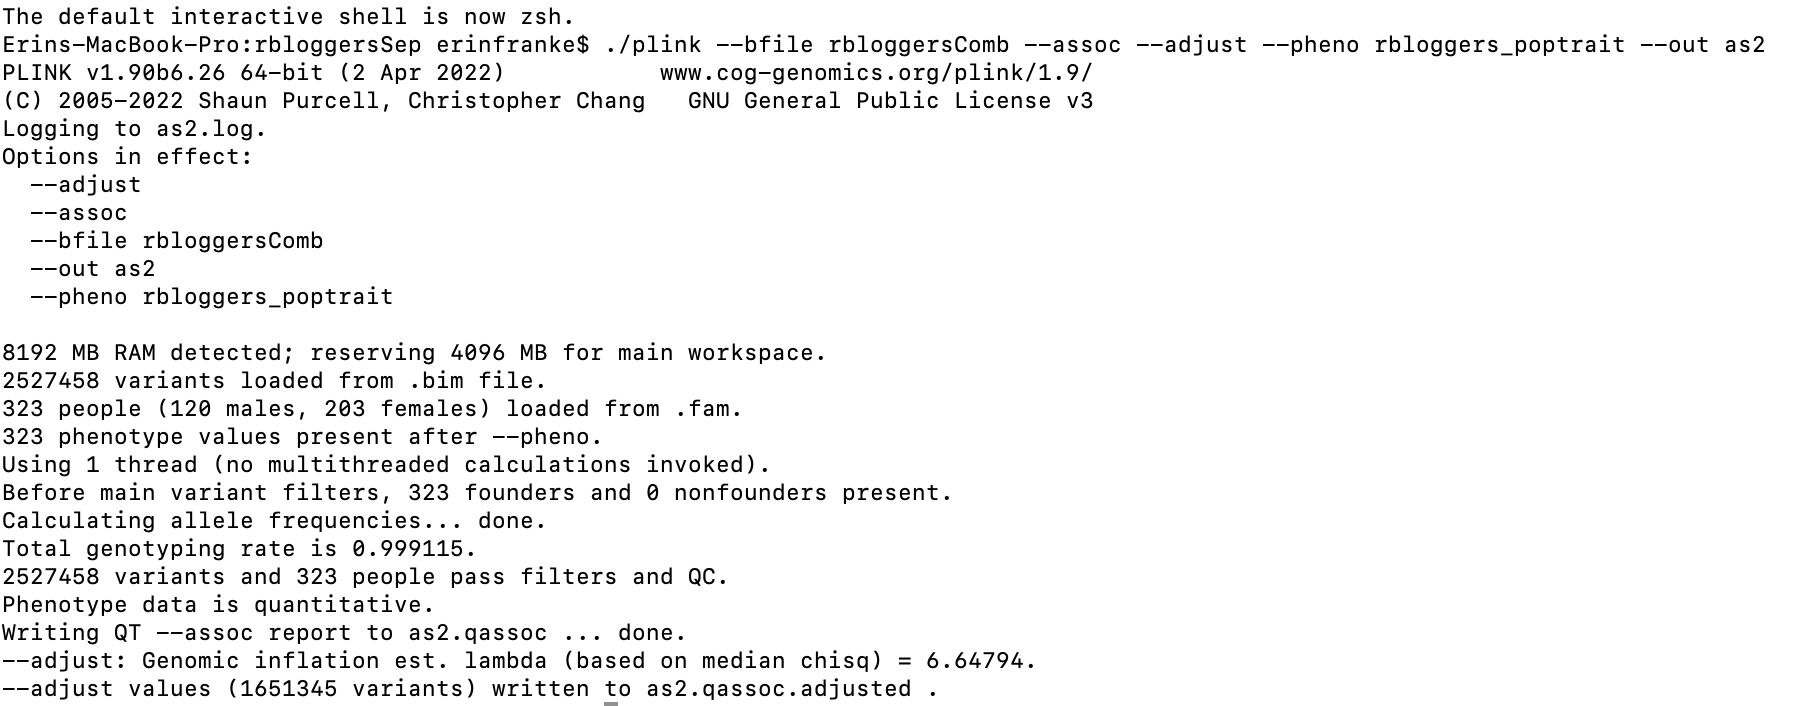 The default interactive shell is now zsh.
Erins-MacBook-Pro:rbloggersSep erinfranke$ ./plink --bfile rbloggersComb --assoc --adjust --pheno rbloggers_poptrait --out as2
PLINK v1.90b6.26 64-bit (2 Apr 2022)           www.cog-genomics.org/plink/1.9/
(C) 2005-2022 Shaun Purcell, Christopher Chang   GNU General Public License v3
Logging to as2.log.
Options in effect:
  --adjust
  --assoc
  --bfile rbloggersComb
  --out as2
  --pheno rbloggers_poptrait

8192 MB RAM detected; reserving 4096 MB for main workspace.
2527458 variants loaded from .bim file.
323 people (120 males, 203 females) loaded from .fam.
323 phenotype values present after --pheno.
Using 1 thread (no multithreaded calculations invoked).
Before main variant filters, 323 founders and 0 nonfounders present.
Calculating allele frequencies... done.
Total genotyping rate is 0.999115.
2527458 variants and 323 people pass filters and QC.
Phenotype data is quantitative.
Writing QT --assoc report to as2.qassoc ... done.
--adjust: Genomic inflation est. lambda (based on median chisq) = 6.64794.
--adjust values (1651345 variants) written to as2.qassoc.adjusted .